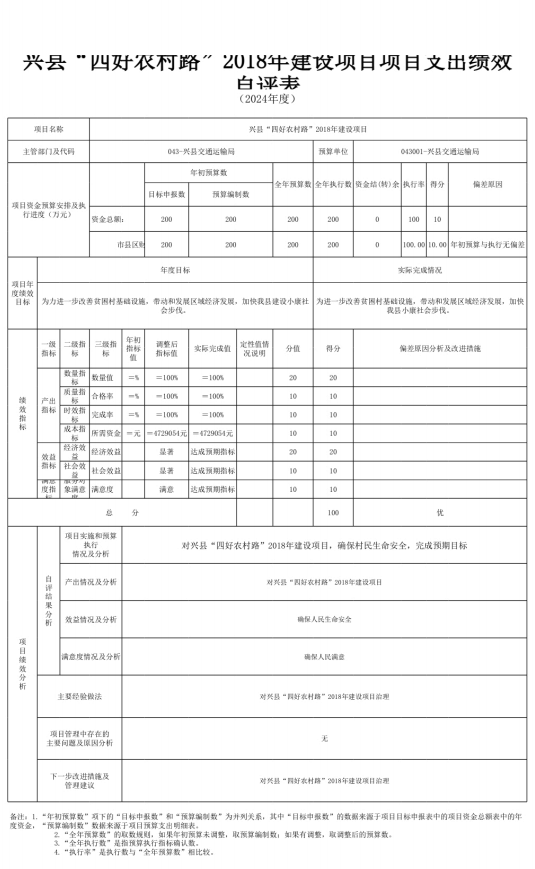 兴县“四好农村路”2018年建设项目项目支出绩效
自评表
（2024年度）
项目名称 兴县“四好农村路”2018年建设项目
主管部门及代码 043-兴县交通运输局 预算单位 043001-兴县交通运输局
项目资金预算安排及执
行进度（万元）
年初预算数 全年预算数 全年执行数 资金结(转)余 执行率 得分 偏差原因
目标申报数 预算编制数
资金总额: 200 200 200 200 0 100 10
市县区财 200 200 200 200 0 100.00 10.00 年初预算与执行无偏差
项目年
度绩效
目标
年度目标 实际完成情况
为力进一步改善贫困村基础设施，带动和发展区域经济发展，加快我县建设小康社
会步伐。
为进一步改善贫困村基础设施，带动和发展区域经济发展，加快
我县小康社会步伐。
绩
效
指
标
一级
指标
二级指
标
三级指
标
年初
指标
值
调整后
指标值
实际完成值
定性值情
况说明
分值 得分 偏差原因分析及改进措施
产出
指标
数量指
标
数量值 =% =100% =100% 20 20
质量指
标
合格率 =% =100% =100% 10 10
时效指
标
完成率 =% =100% =100% 10 10
成本指
标
所需资金 =元 =4729054元 =4729054元 10 10
效益
指标
经济效
益
经济效益 显著 达成预期指标 20 20
社会效
益
社会效益 显著 达成预期指标 10 10
满意
度指
标
服务对
象满意
度
满意度 满意 达成预期指标 10 10
总 分 100 优
项
目
绩
效
分
析
自
评
结
果
分
析
项目实施和预算
执行
情况及分析
对兴县“四好农村路”2018年建设项目，确保村民生命安全，完成预期目标
产出情况及分析 对兴县“四好农村路”2018年建设项目
效益情况及分析 确保人民生命安全
满意度情况及分析 确保人民满意
主要经验做法 对兴县“四好农村路”2018年建设项目治理
项目管理中存在的
主要问题及原因分析
无
下一步改进措施及
管理建议
对兴县“四好农村路”2018年建设项目治理
备注：1.“年初预算数”项下的“目标申报数”和“预算编制数”为并列关系，其中“目标申报数”的数据来源于项目目标申报表中的项目资金总额表中的年
度资金，“预算编制数”数据来源于项目预算支出明细表。
2.“全年预算数”的取数规则，如果年初预算未调整，取预算编制数；如果有调整，取调整后的预算数。
3.“全年执行数”是指预算执行指标确认数。
4.“执行率”是执行数与“全年预算数”相比较。